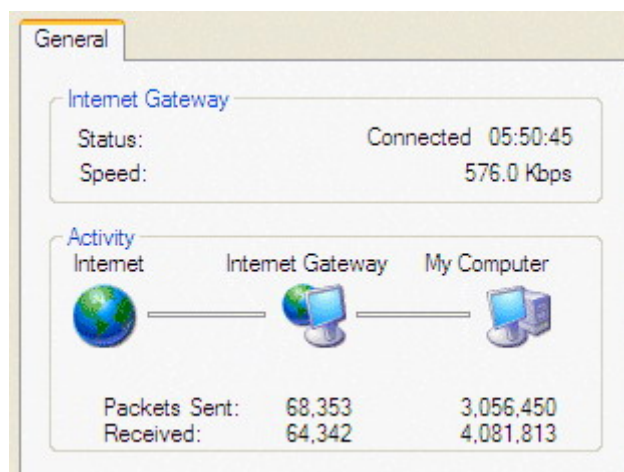 General
Internet Gateway
Status: Connected 05:50:45
Speed: 576.0 Kbps
Activity
Internet Internet Gateway My Computer
Packets Sent: 68,353 3,056,450
Received: 64,342 4,081,813